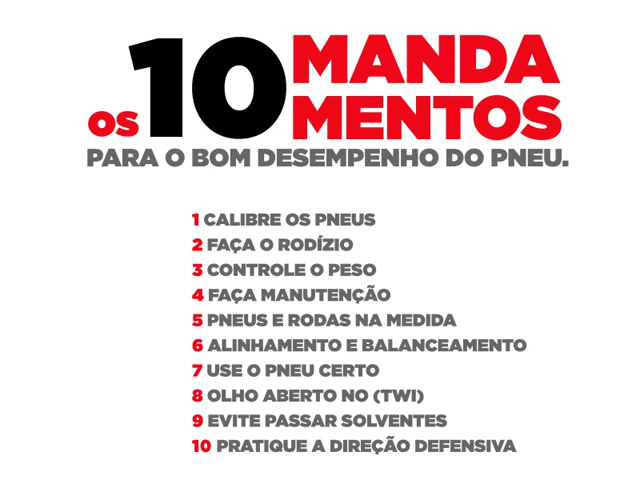 OS 10 MANDA
MENTOS
PARA O BOM DESEMPENHO DO PNEU.
1 CALIBRE OS PNEUS
2 FAÇA O RODÍZIO
3 CONTROLE O PESO
4 FAÇA MANUTENÇÃO
5 PNEUS E RODAS NA MEDIDA
6 ALINHAMENTO E BALANCEAMENTO
7 USE O PNEU CERTO
8 OLHO ABERTO NO (TWI)
9 EVITE PASSAR SOLVENTES
10 PRATIQUE A DIREÇÃO DEFENSIVA